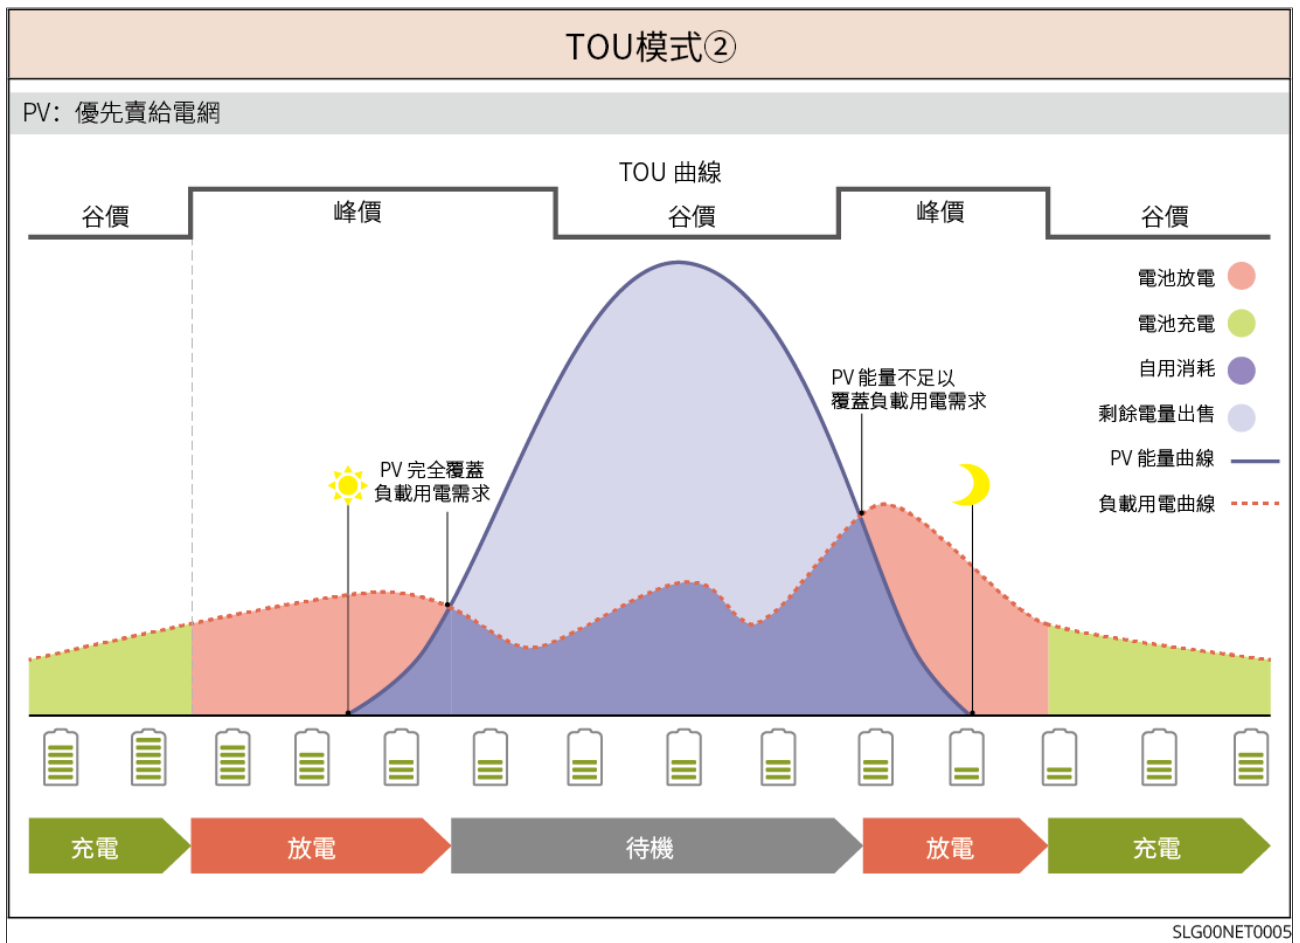 TOU模式②
PV：優先賣給電網
TOU 曲線
谷價
峰價
谷價
峰價
谷價
電池放電
電池充電
自用消耗
剩餘電量出售
PV 能量曲線
負載用電曲線
PV 能量不足以
覆蓋負載用電需求
PV 完全覆蓋
負載用電需求
充電
放電
待機
放電
充電
SLG00NET0005